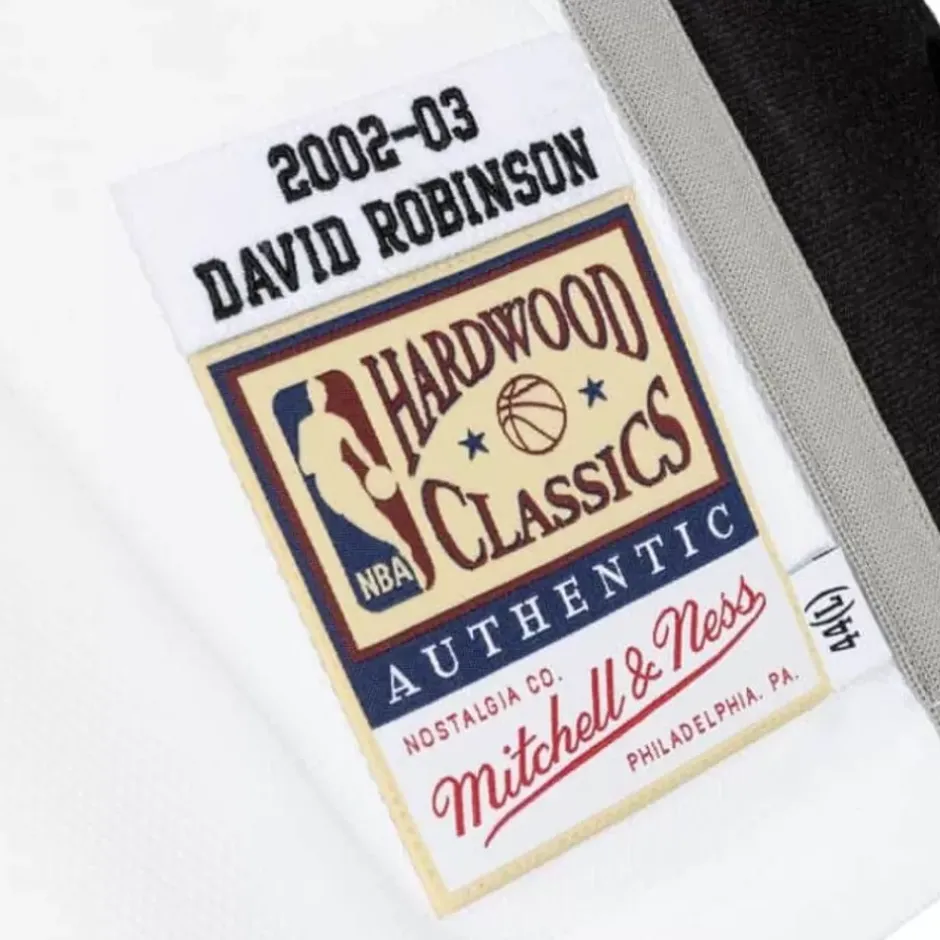 2002-03
DAVID ROBINSON
HARDWOOD
CLASSICS
NBA
AUTHENTIC
NOSTALGIA CO.
Mitchell & Ness
PHILADELPHIA, PA.
44(L)